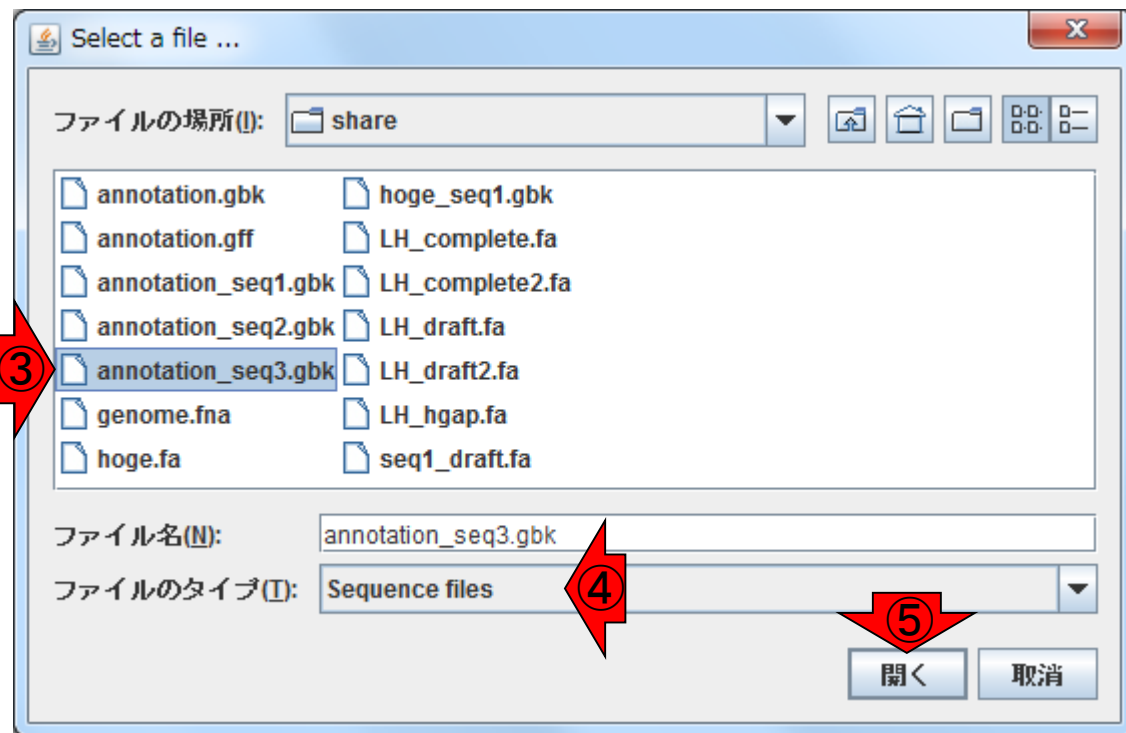 Select a file ...
ファイルの場所(I): share
annotation.gbk hoge_seq1.gbk
annotation.gff LH_complete.fa
annotation_seq1.gbk LH_complete2.fa
annotation_seq2.gbk LH_draft.fa
③ annotation_seq3.gbk LH_draft2.fa
genome.fna LH_hgap.fa
hoge.fa seq1_draft.fa
ファイル名(N): annotation_seq3.gbk
ファイルのタイプ(T): Sequence files ④
⑤
開く 取消